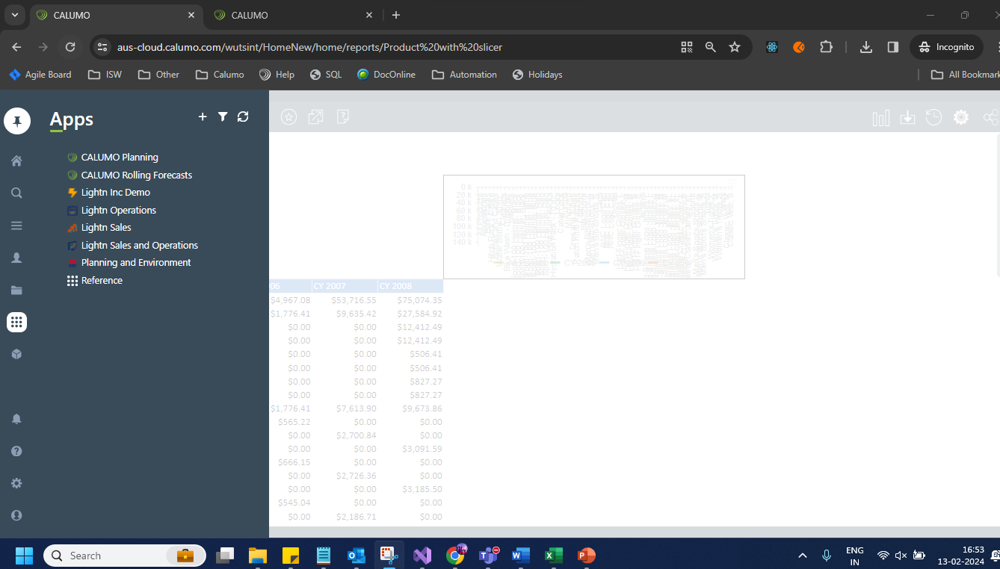 CALUMO
CALUMO
aus-cloud.calumo.com/wutsint/HomeNew/home/reports/Product%20with%20slicer
Incognito
Agile Board
ISW
Other
Calumo
Help
SQL
DocOnline
Automation
Holidays
All Bookmark
Apps
CALUMO Planning
CALUMO Rolling Forecasts
Lightn Inc Demo
Lightn Operations
Lightn Sales
Lightn Sales and Operations
Planning and Environment
Reference
0 k
20 k
40 k
60 k
80 k
100 k
120 k
140 k
06 CY 2007 CY 2008
$4,967.08 $53,716.55 $75,074.35
$1,776.41 $9,635.42 $27,584.92
$0.00 $0.00 $12,412.49
$0.00 $0.00 $12,412.49
$0.00 $0.00 $506.41
$0.00 $0.00 $506.41
$0.00 $0.00 $827.27
$0.00 $0.00 $827.27
$1,776.41 $7,613.90 $9,673.86
$565.22 $0.00 $0.00
$0.00 $2,700.84 $0.00
$0.00 $0.00 $3,091.59
$666.15 $0.00 $0.00
$0.00 $2,726.36 $0.00
$0.00 $0.00 $3,185.50
$545.04 $0.00 $0.00
$0.00 $2,186.71 $0.00
Search
ENG
IN
16:53
13-02-2024